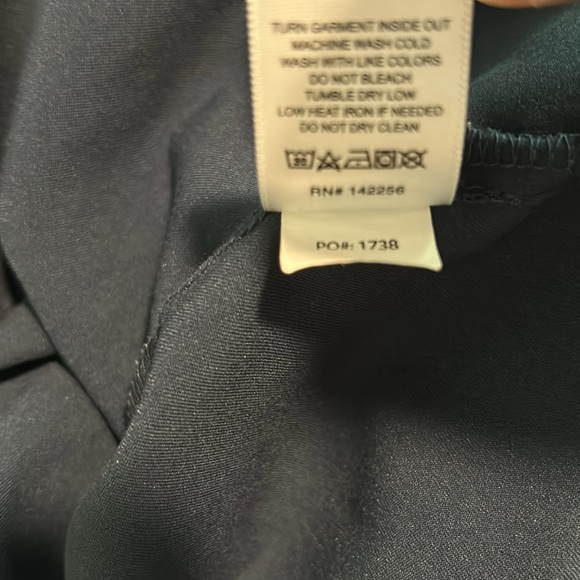 TURN GARMENT INSIDE OUT
MACHINE WASH COLD
WASH WITH LIKE COLORS
DO NOT BLEACH
TUMBLE DRY LOW
LOW HEAT IRON IF NEEDED
DO NOT DRY CLEAN
RN# 142256
PO#: 1738